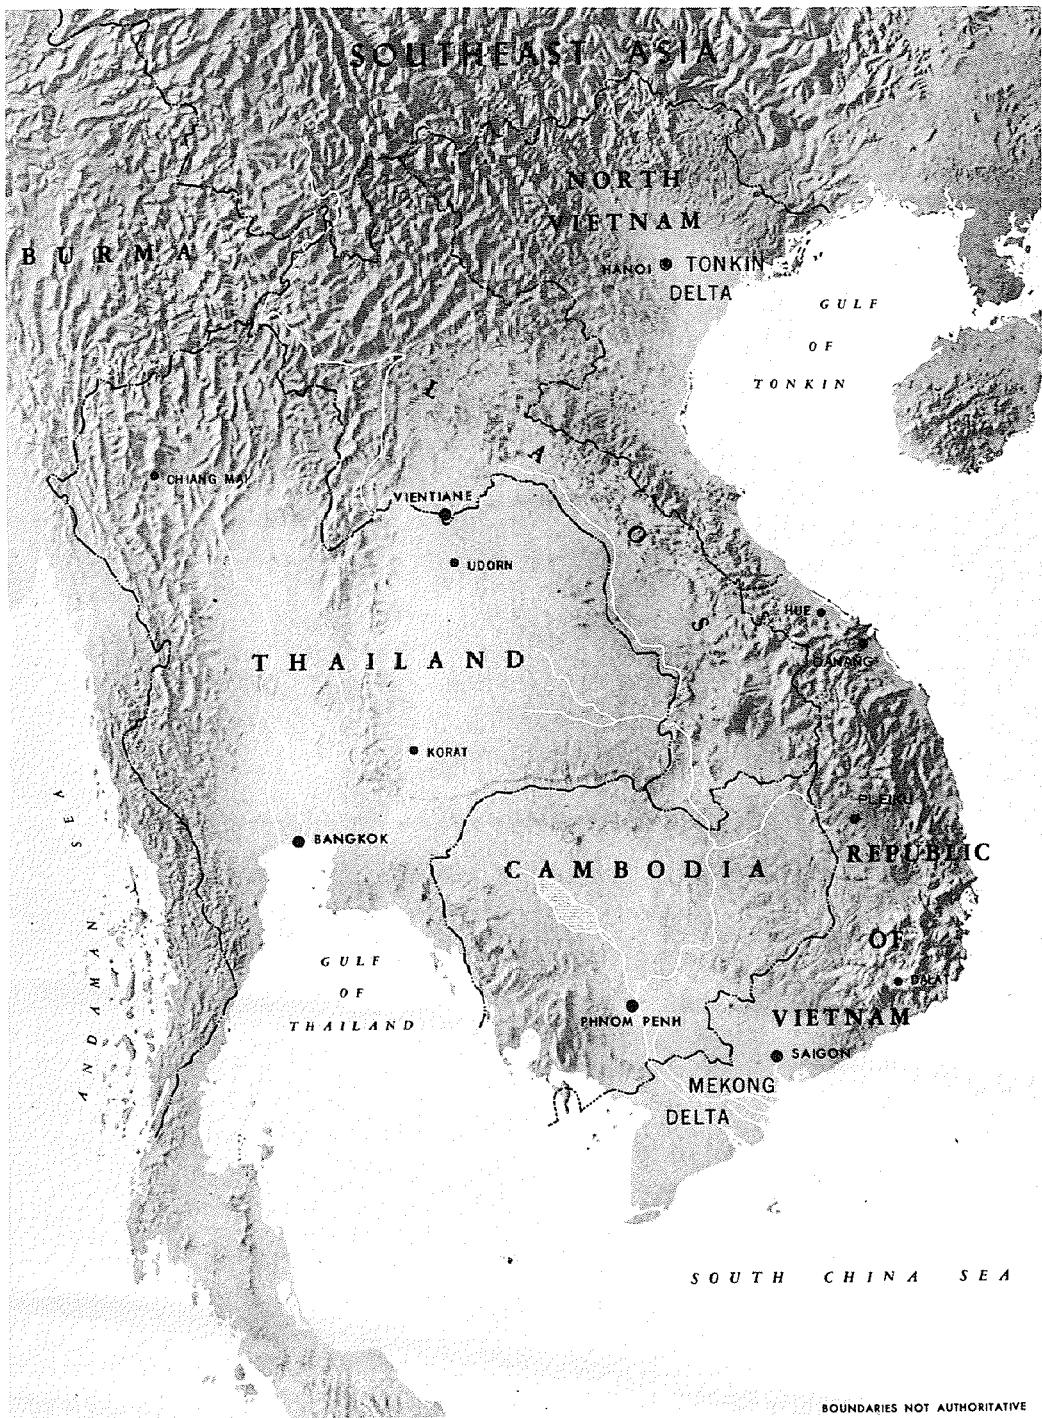 SOUTHEAST ASIA
NORTH
VIETNAM
BURMA
HANOI
TONKIN
DELTA
GULF
OF
TONKIN
LAOS
CHIANG MAI
VIENTIANE
UDORN
HUE
DANANG
THAILAND
KORAT
PLEIKU
BANGKOK
REPUBLIC
CAMBODIA
ANDAMAN SEA
OF
GULF
OF
THAILAND
DALAT
PHNOM PENH
VIETNAM
SAIGON
MEKONG
DELTA
SOUTH CHINA SEA
BOUNDARIES NOT AUTHORITATIVE